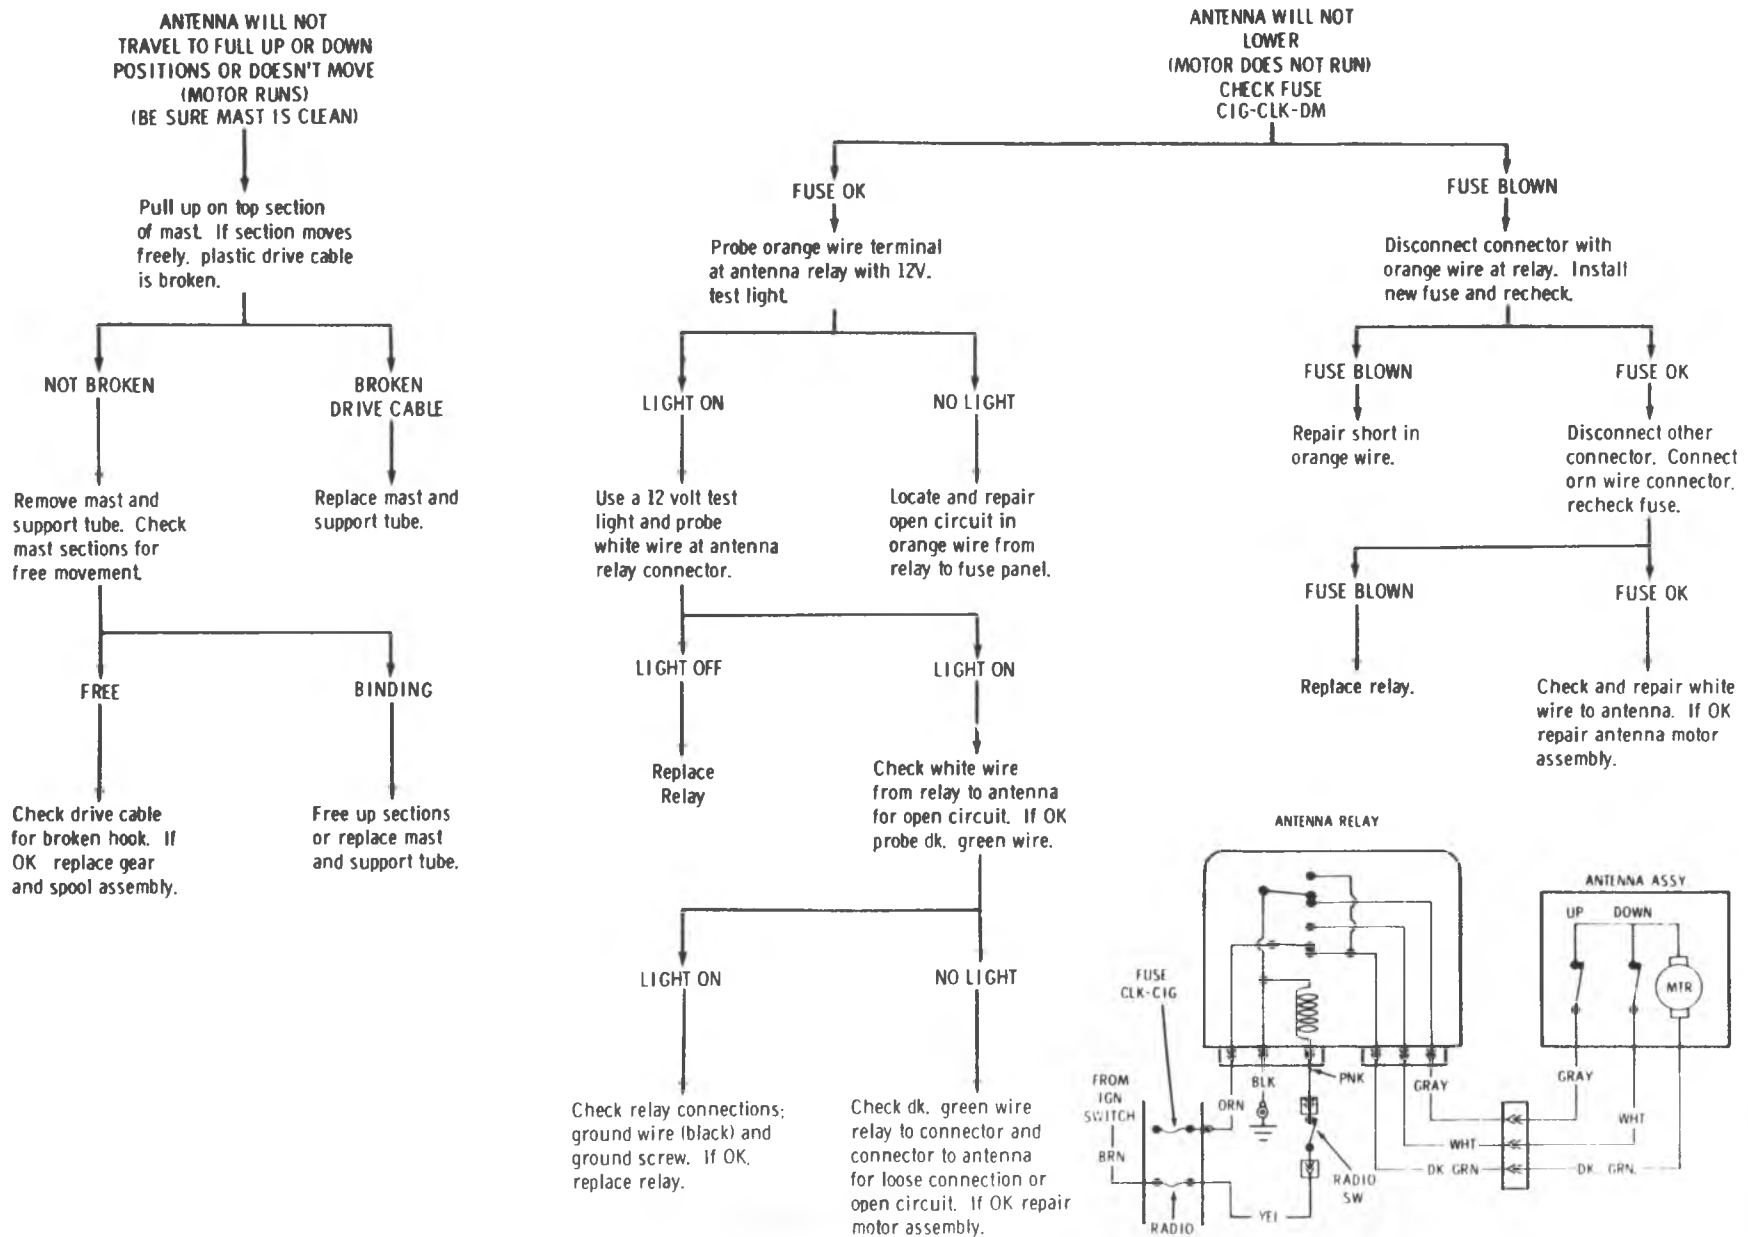 ANTENNA WILL NOT
TRAVEL TO FULL UP OR DOWN
POSITIONS OR DOESN'T MOVE
(MOTOR RUNS)
(BE SURE MAST IS CLEAN)
Pull up on top section
of mast. If section moves
freely, plastic drive cable
is broken.
NOT BROKEN
BROKEN
DRIVE CABLE
Remove mast and
support tube. Check
mast sections for
free movement.
Replace mast and
support tube.
FREE
BINDING
Check drive cable
for broken hook. If
OK replace gear
and spool assembly.
Free up sections
or replace mast
and support tube.
ANTENNA WILL NOT
LOWER
(MOTOR DOES NOT RUN)
CHECK FUSE
CIG-CLK-DM
FUSE OK
FUSE BLOWN
Probe orange wire terminal
at antenna relay with 12V.
test light.
LIGHT ON
NO LIGHT
Use a 12 volt test
light and probe
white wire at antenna
relay connector.
Locate and repair
open circuit in
orange wire from
relay to fuse panel.
LIGHT OFF
LIGHT ON
Replace
Relay
Check white wire
from relay to antenna
for open circuit. If OK
probe dk. green wire.
LIGHT ON
NO LIGHT
Check relay connections;
ground wire (black) and
ground screw. If OK,
replace relay.
Check dk. green wire
relay to connector and
connector to antenna
for loose connection or
open circuit. If OK repair
motor assembly.
Disconnect connector with
orange wire at relay. Install
new fuse and recheck.
FUSE BLOWN
FUSE OK
Repair short in
orange wire.
Disconnect other
connector. Connect
orn wire connector,
recheck fuse.
FUSE BLOWN
FUSE OK
Replace relay.
Check and repair white
wire to antenna. If OK
repair antenna motor
assembly.
ANTENNA RELAY
ANTENNA ASSY
UP
DOWN
MTR
FUSE
CLK-CIG
FROM
IGN
SWITCH
BRN
ORN
BLK
PNK
GRAY
GRAY
WHT
WHT
DK GRN
DK. GRN.
RADIO
SW
YEL
RADIO